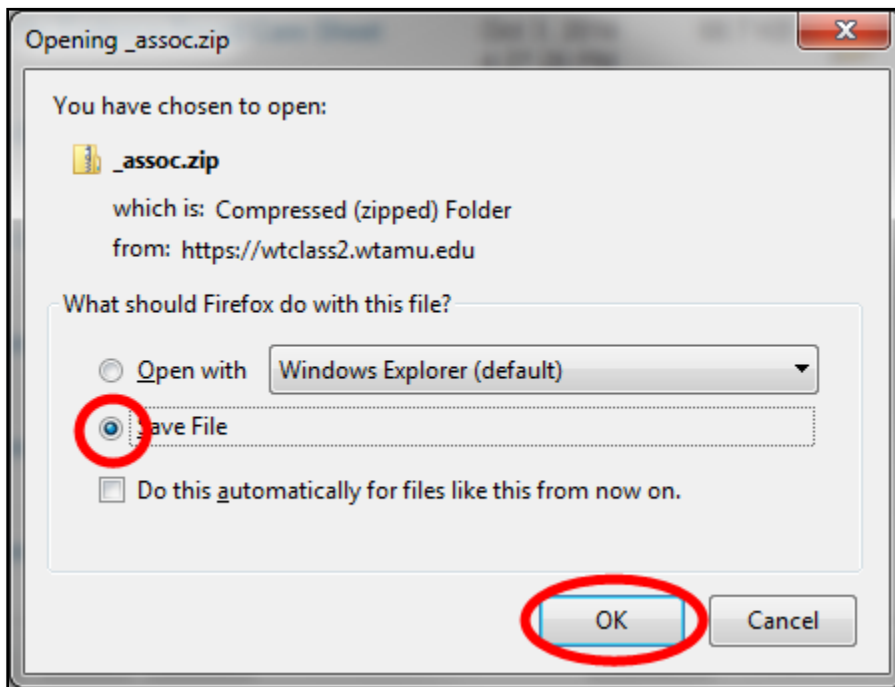 Opening _assoc.zip
You have chosen to open:
_assoc.zip
which is: Compressed (zipped) Folder
from: https://wtclass2.wtamu.edu
What should Firefox do with this file?
Open with Windows Explorer (default)
Save File
Do this automatically for files like this from now on.
OK Cancel